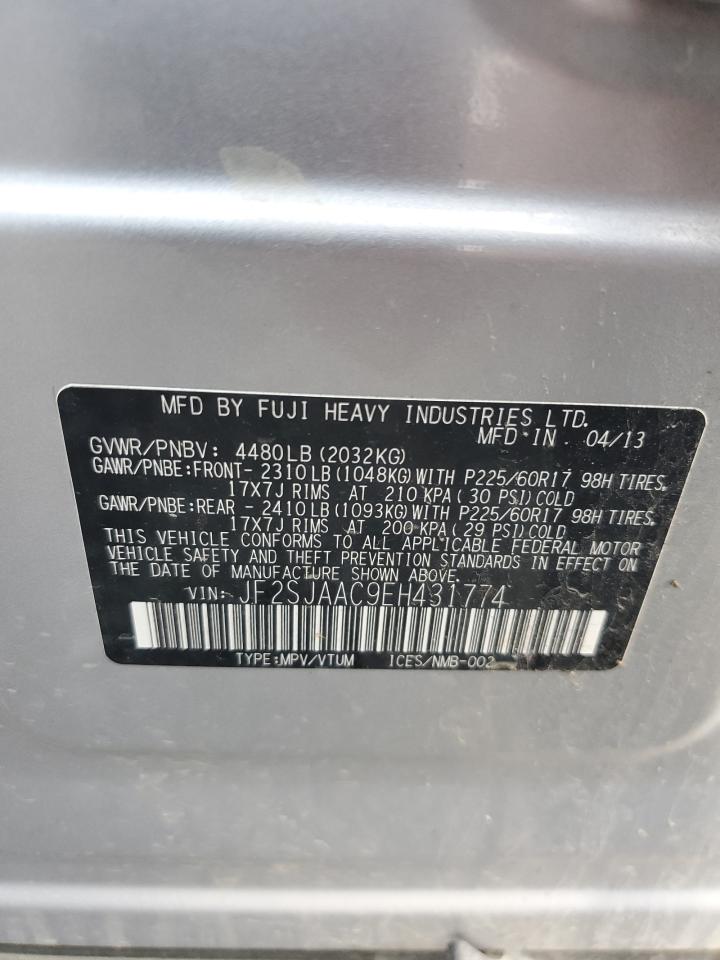 MFD BY FUJI HEAVY INDUSTRIES LTD.
MFD IN 04/13
GVWR/PNBV: 4480LB(2032KG)
GAWR/PNBE:FRONT- 2310LB(1048KG)WITH P225/60R17 98H TIRES,
17X7J RIMS AT 210 KPA(30 PSI)COLD
GAWR/PNBE:REAR - 2410LB(1093KG)WITH P225/60R17 98H TIRES,
17X7J RIMS AT 200 KPA(29 PSI)COLD
THIS VEHICLE CONFORMS TO ALL APPLICABLE FEDERAL MOTOR
VEHICLE SAFETY AND THEFT PREVENTION STANDARDS IN EFFECT ON
THE DATE OF MANUFACTURE SHOWN ABOVE.
VIN: JF2SJAAC9EH431774
TYPE:MPV/VTUM ICES/NMB-002